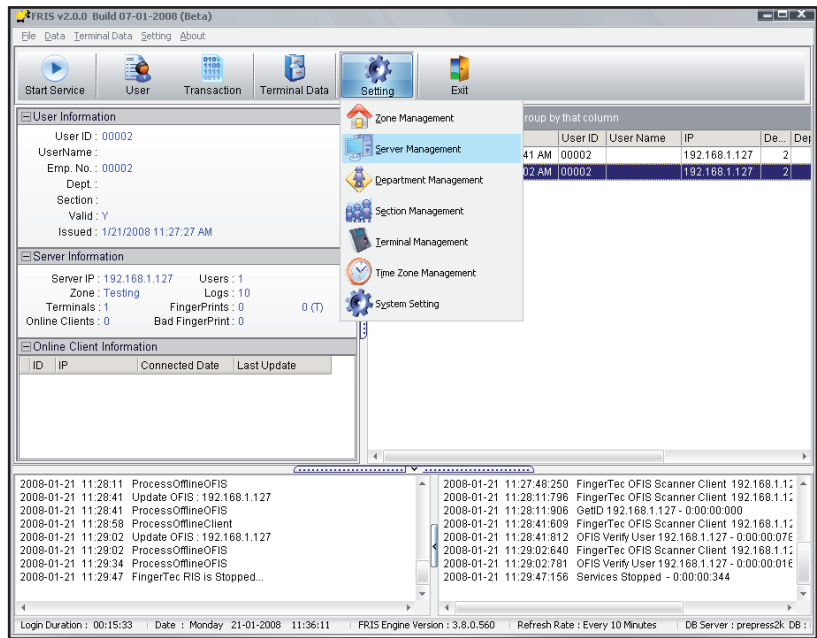 FRIS v2.0.0 Build 07-01-2008 (Beta)
File Data Terminal Data Setting About
Start Service User Transaction Terminal Data Setting Exit
User Information
User ID : 00002
UserName :
Emp. No. : 00002
Dept. :
Section :
Valid : Y
Issued : 1/21/2008 11:27:27 AM
Server Information
Server IP : 192.168.1.127 Users : 1
Zone : Testing Logs : 10
Terminals : 1 FingerPrints : 0 0 (T)
Online Clients : 0 Bad FingerPrint : 0
Online Client Information
ID IP Connected Date Last Update
Zone Management
Server Management
Department Management
Section Management
Terminal Management
Time Zone Management
System Setting
roup by that column
User ID User Name IP De... Dep
41 AM 00002 192.168.1.127 2
02 AM 00002 192.168.1.127 2
2008-01-21 11:28:11 ProcessOfflineOFIS
2008-01-21 11:28:41 Update OFIS : 192.168.1.127
2008-01-21 11:28:41 ProcessOfflineOFIS
2008-01-21 11:28:58 ProcessOfflineClient
2008-01-21 11:29:02 Update OFIS : 192.168.1.127
2008-01-21 11:29:02 ProcessOfflineOFIS
2008-01-21 11:29:34 ProcessOfflineOFIS
2008-01-21 11:29:47 FingerTec RIS is Stopped...
2008-01-21 11:27:48:250 FingerTec OFIS Scanner Client 192.168.1.12
2008-01-21 11:28:11:796 FingerTec OFIS Scanner Client 192.168.1.12
2008-01-21 11:28:11:906 GetID 192.168.1.127 - 0:00:00:000
2008-01-21 11:28:41:609 FingerTec OFIS Scanner Client 192.168.1.12
2008-01-21 11:28:41:812 OFIS Verify User 192.168.1.127 - 0:00:00:078
2008-01-21 11:29:02:640 FingerTec OFIS Scanner Client 192.168.1.12
2008-01-21 11:29:02:781 OFIS Verify User 192.168.1.127 - 0:00:00:016
2008-01-21 11:29:47:156 Services Stopped - 0:00:00:344
Login Duration : 00:15:33 Date : Monday 21-01-2008 11:36:11 FRIS Engine Version : 3.8.0.560 Refresh Rate : Every 10 Minutes DB Server : prepress2k DB :